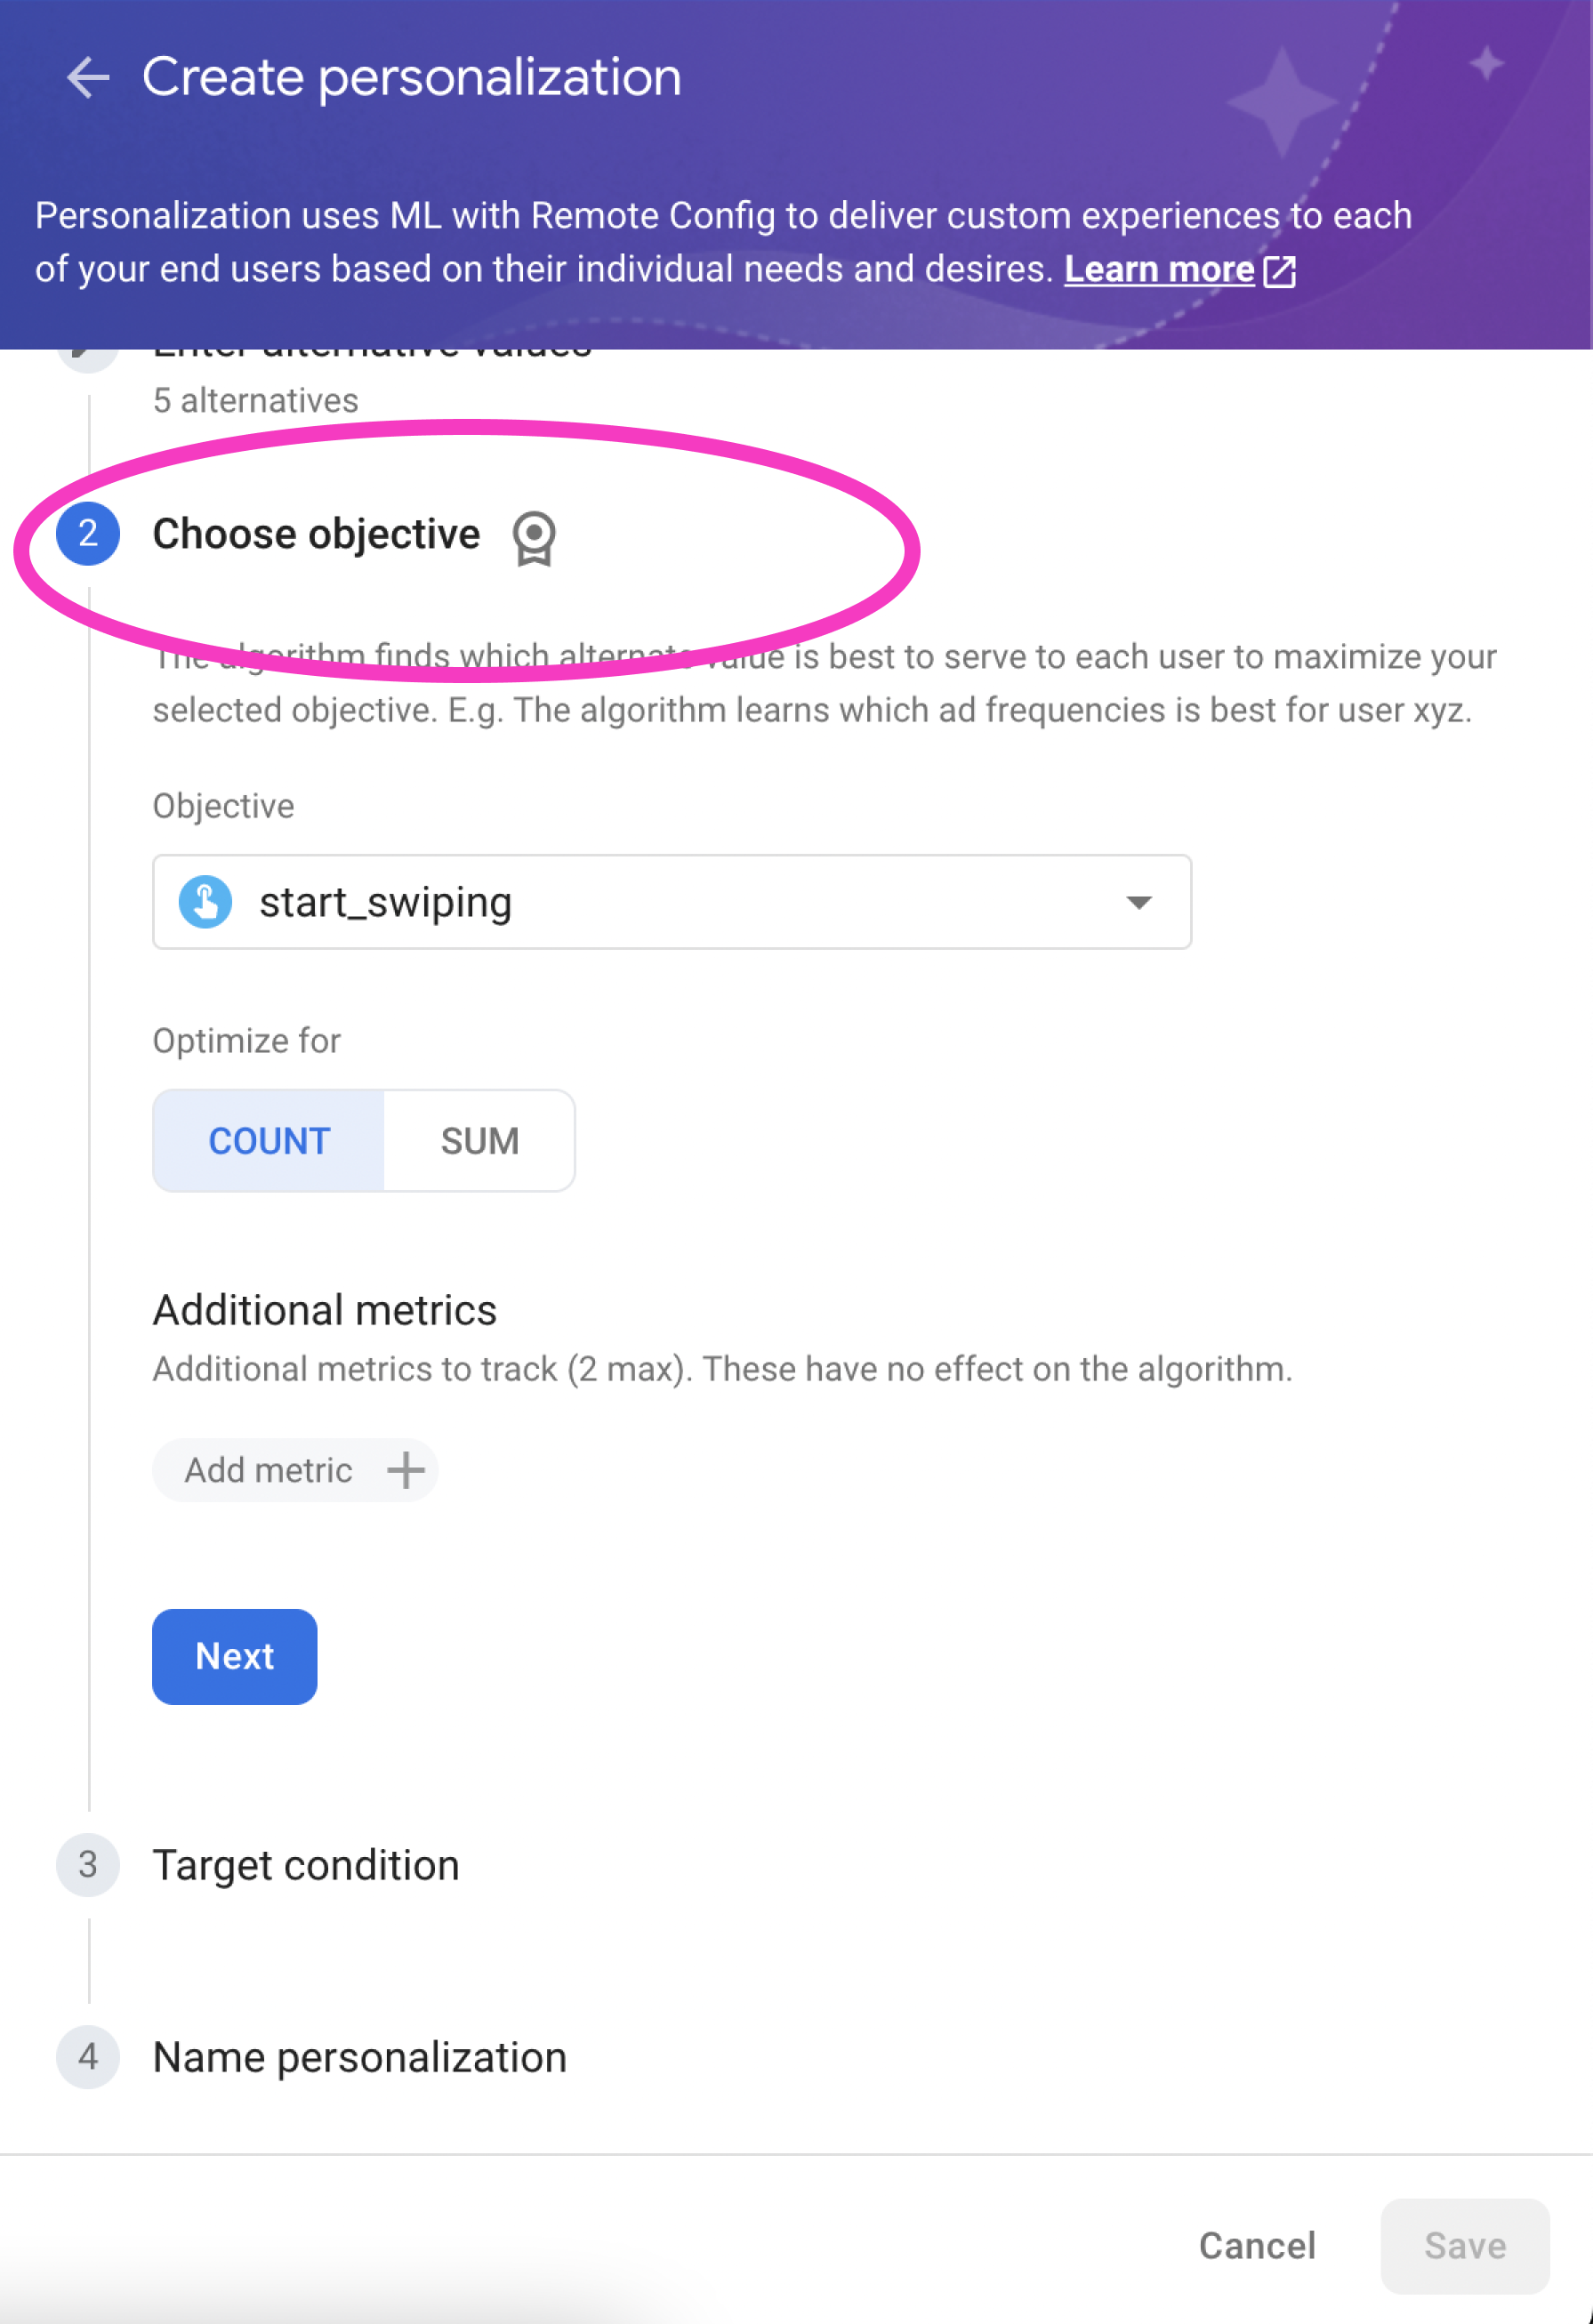 Create personalization
Personalization uses ML with Remote Config to deliver custom experiences to each
of your end users based on their individual needs and desires. Learn more
Enter alternative values
5 alternatives
2 Choose objective
The algorithm finds which alternate value is best to serve to each user to maximize your
selected objective. E.g. The algorithm learns which ad frequencies is best for user xyz.
Objective
start_swiping
Optimize for
COUNT SUM
Additional metrics
Additional metrics to track (2 max). These have no effect on the algorithm.
Add metric +
Next
3 Target condition
4 Name personalization
Cancel Save